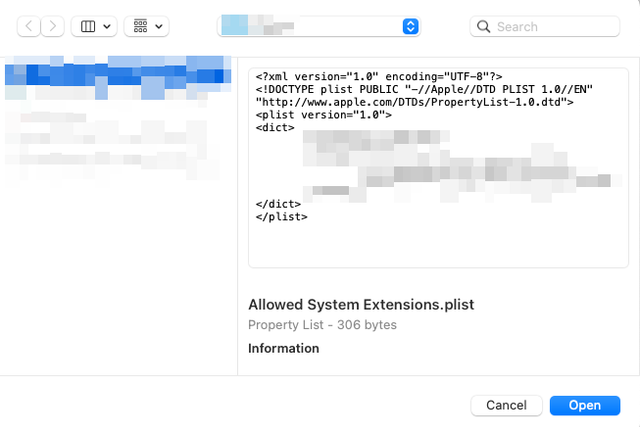 Search
<?xml version="1.0" encoding="UTF-8"?>
<!DOCTYPE plist PUBLIC "-//Apple//DTD PLIST 1.0//EN"
"http://www.apple.com/DTDs/PropertyList-1.0.dtd">
<plist version="1.0">
<dict>
</dict>
</plist>
Allowed System Extensions.plist
Property List - 306 bytes
Information
Cancel
Open